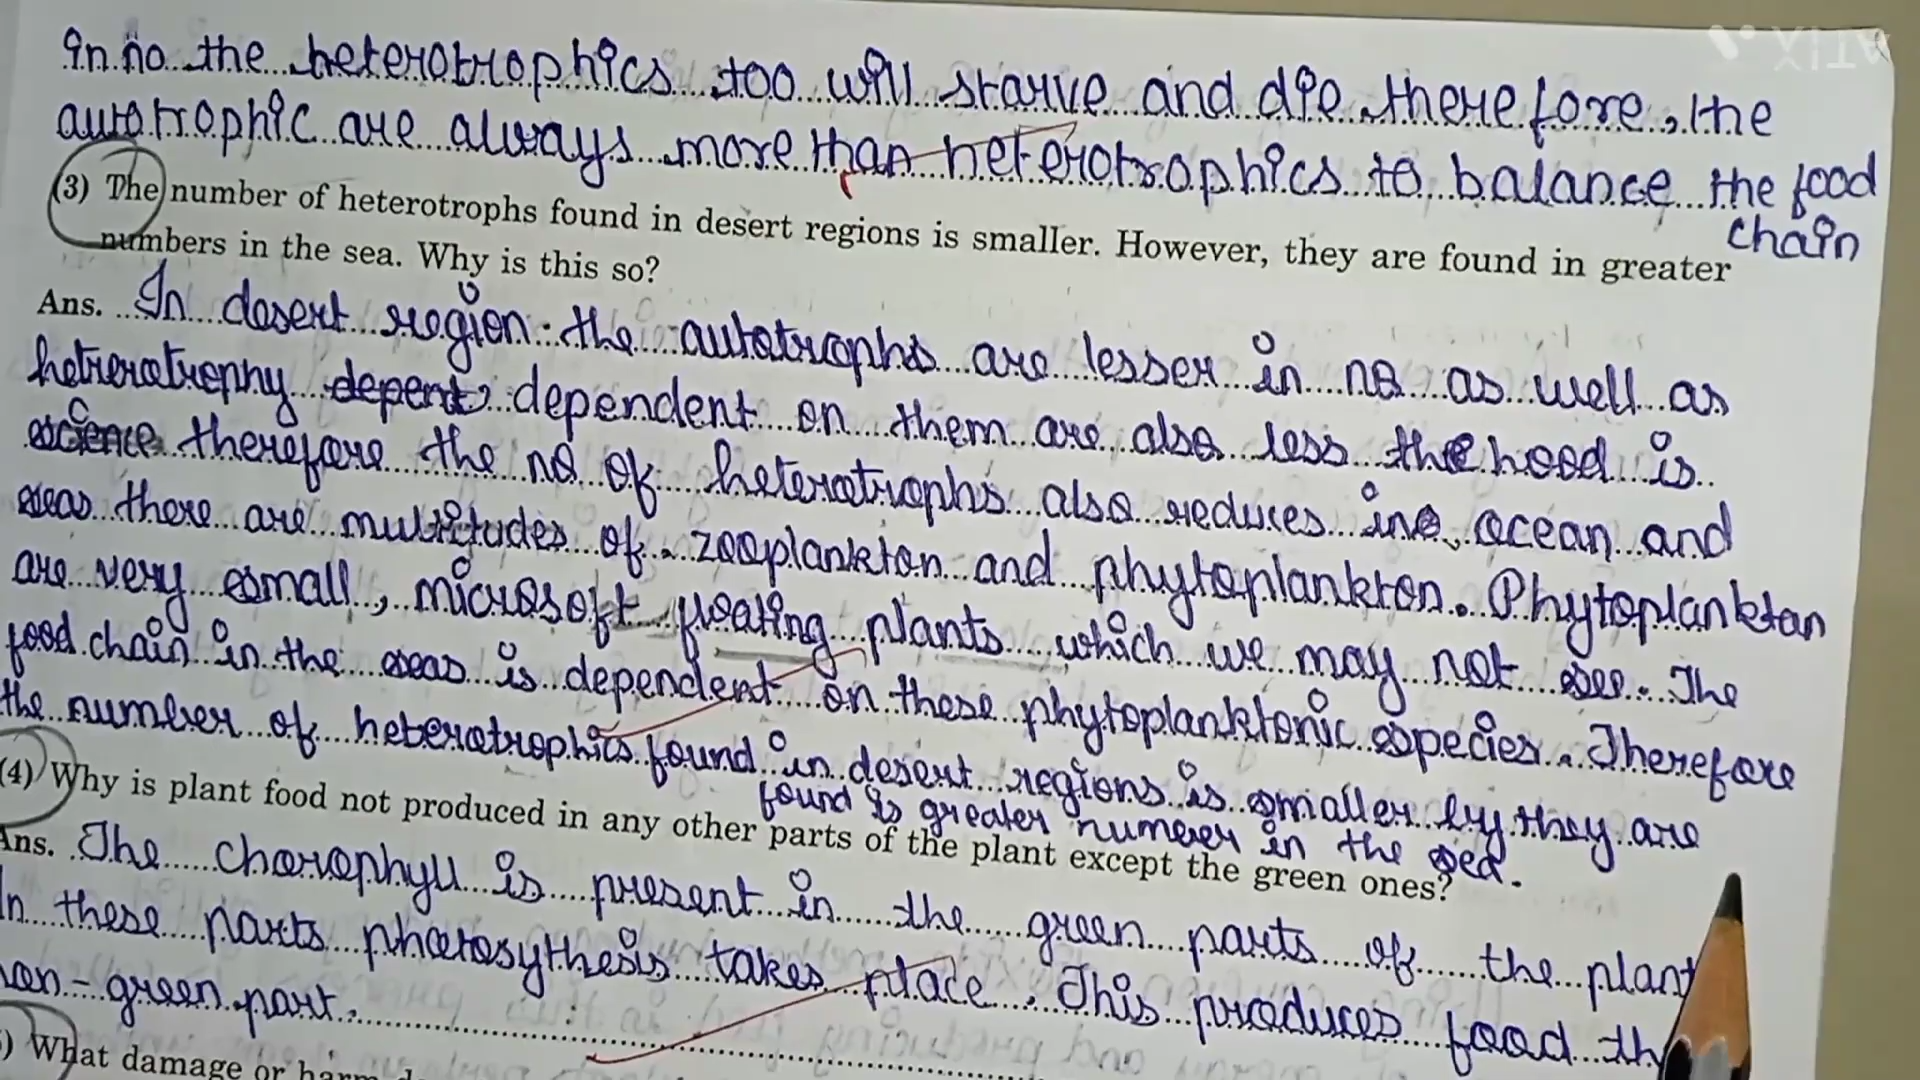 in no the heterotrophics too will starve and die therefore, the
autotrophic are always more than heterotrophics to balance the food
chain
(3) The number of heterotrophs found in desert regions is smaller. However, they are found in greater
numbers in the sea. Why is this so?
Ans. In desert region the autotrophs are lesser in no as well as
hetrerotrophy depent dependent on them are also less the hood is
science therefore the no of heterotrophs also reduces in ocean and
seas there are multitudes of zooplankton and phytoplankton. Phytoplankton
are very small, microsoft floating plants which we may not see. The
food chain in the seas is dependent on these phytoplanktonic species. Therefore
the number of heterotrophics found in desert regions is smaller by they are
found is greater number in the sea.
(4) Why is plant food not produced in any other parts of the plant except the green ones?
Ans. The chorophyll is present in the green parts of the plant
In these parts photosythesis takes place. This produces food th
non-green part.
) What damage or harm